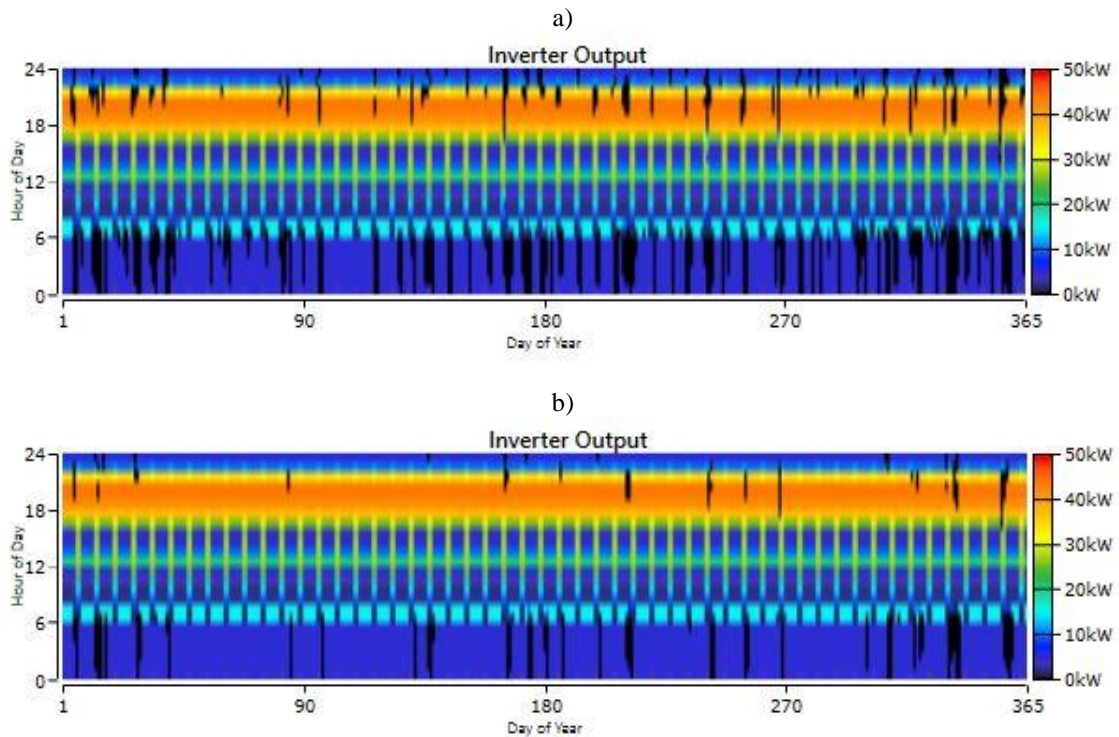 a)
Inverter Output
24
18
12
6
0
Hour of Day
1 90 180 270 365
Day of Year
50kW
40kW
30kW
20kW
10kW
0kW
b)
Inverter Output
24
18
12
6
0
Hour of Day
1 90 180 270 365
Day of Year
50kW
40kW
30kW
20kW
10kW
0kW